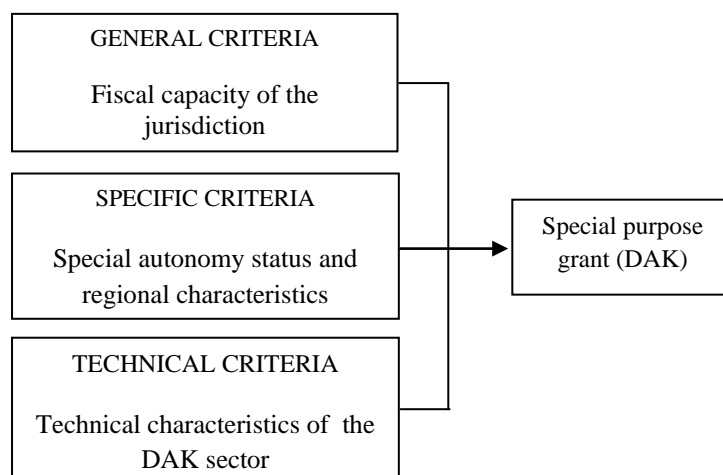 GENERAL CRITERIA
Fiscal capacity of the
jurisdiction
SPECIFIC CRITERIA
Special autonomy status and
regional characteristics
Special purpose
grant (DAK)
TECHNICAL CRITERIA
Technical characteristics of the
DAK sector